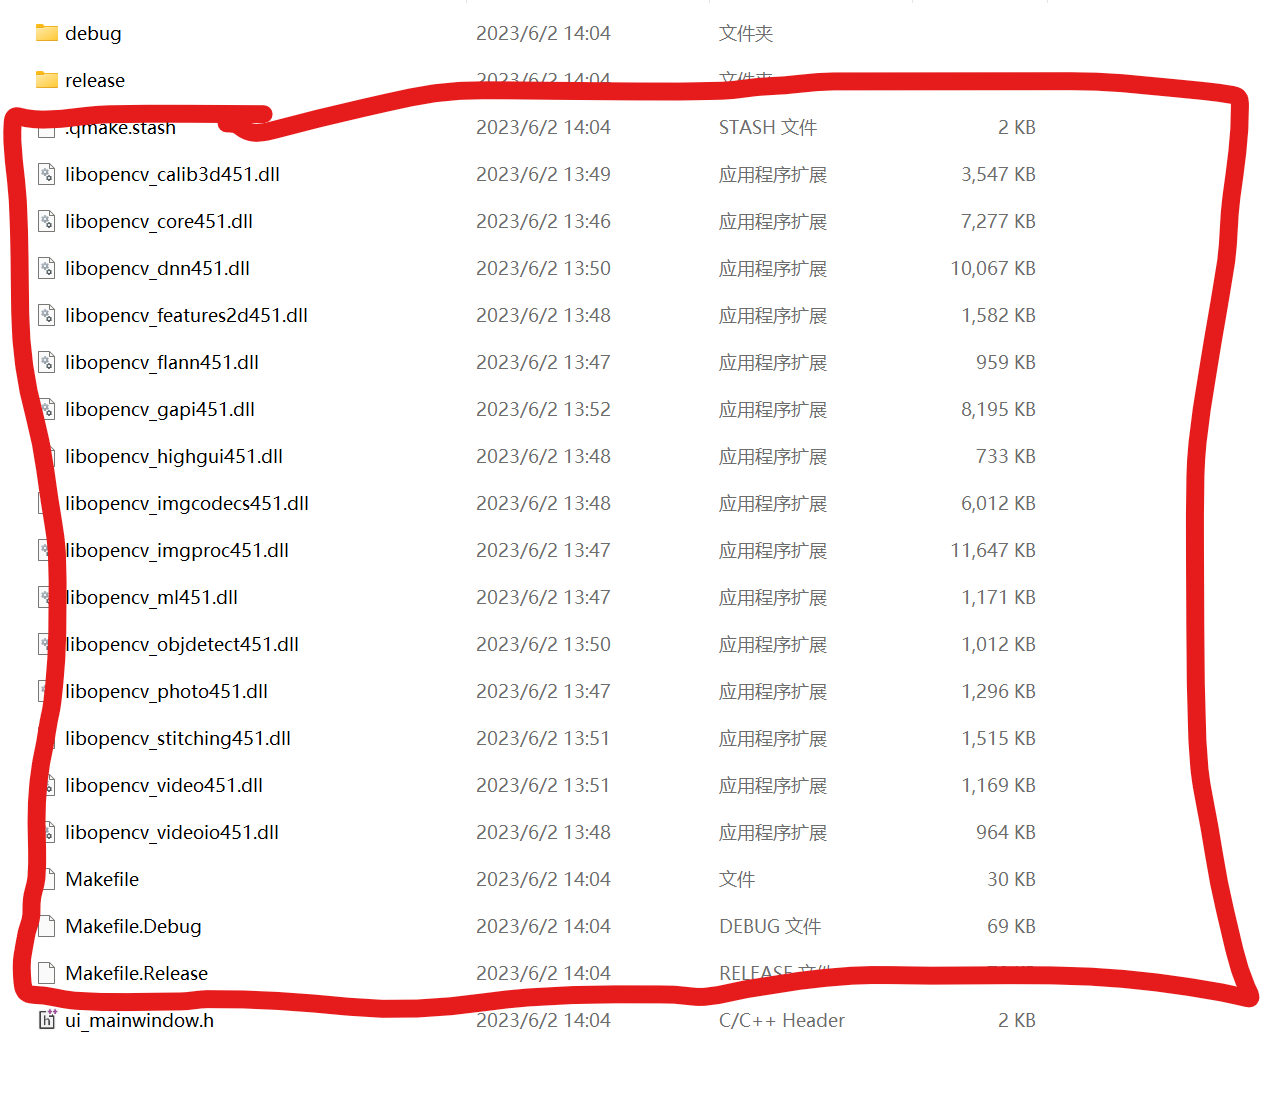 debug 2023/6/2 14:04 文件夹
release 2023/6/2 14:04 文件夹
.qmake.stash 2023/6/2 14:04 STASH 文件 2 KB
libopencv_calib3d451.dll 2023/6/2 13:49 应用程序扩展 3,547 KB
libopencv_core451.dll 2023/6/2 13:46 应用程序扩展 7,277 KB
libopencv_dnn451.dll 2023/6/2 13:50 应用程序扩展 10,067 KB
libopencv_features2d451.dll 2023/6/2 13:48 应用程序扩展 1,582 KB
libopencv_flann451.dll 2023/6/2 13:47 应用程序扩展 959 KB
libopencv_gapi451.dll 2023/6/2 13:52 应用程序扩展 8,195 KB
libopencv_highgui451.dll 2023/6/2 13:48 应用程序扩展 733 KB
libopencv_imgcodecs451.dll 2023/6/2 13:48 应用程序扩展 6,012 KB
libopencv_imgproc451.dll 2023/6/2 13:47 应用程序扩展 11,647 KB
libopencv_ml451.dll 2023/6/2 13:47 应用程序扩展 1,171 KB
libopencv_objdetect451.dll 2023/6/2 13:50 应用程序扩展 1,012 KB
libopencv_photo451.dll 2023/6/2 13:47 应用程序扩展 1,296 KB
libopencv_stitching451.dll 2023/6/2 13:51 应用程序扩展 1,515 KB
libopencv_video451.dll 2023/6/2 13:51 应用程序扩展 1,169 KB
libopencv_videoio451.dll 2023/6/2 13:48 应用程序扩展 964 KB
Makefile 2023/6/2 14:04 文件 30 KB
Makefile.Debug 2023/6/2 14:04 DEBUG 文件 69 KB
Makefile.Release 2023/6/2 14:04 RELEASE 文件
ui_mainwindow.h 2023/6/2 14:04 C/C++ Header 2 KB